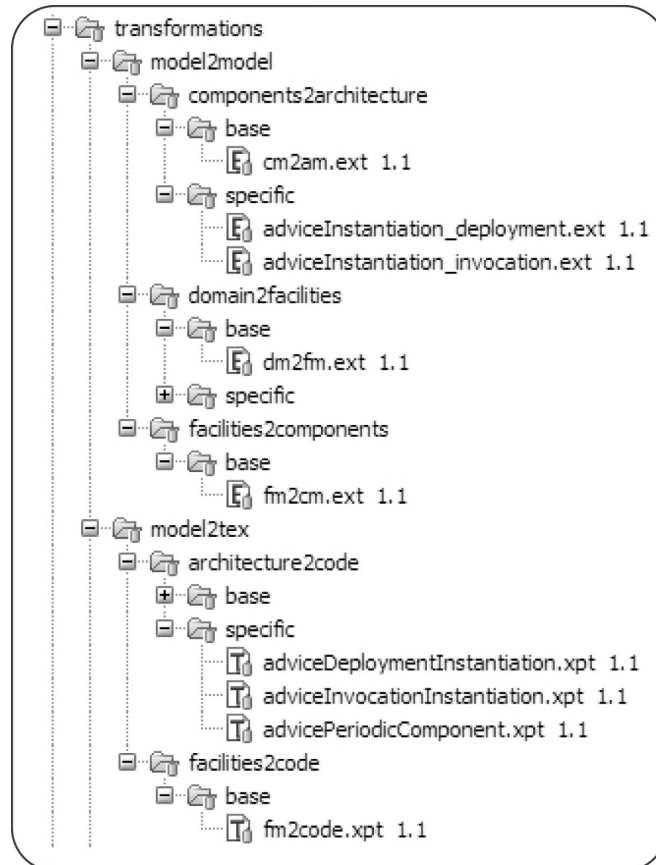 transformations
model2model
components2architecture
base
cm2am.ext 1.1
specific
adviceInstantiation_deployment.ext 1.1
adviceInstantiation_invocation.ext 1.1
domain2facilities
base
dm2fm.ext 1.1
specific
facilities2components
base
fm2cm.ext 1.1
model2tex
architecture2code
base
specific
adviceDeploymentInstantiation.xpt 1.1
adviceInvocationInstantiation.xpt 1.1
advicePeriodicComponent.xpt 1.1
facilities2code
base
fm2code.xpt 1.1